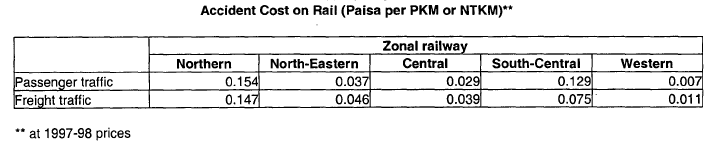 Accident Cost on Rail (Paisa per PKM or NTKM)**
Zonal railway
Northern North-Eastern Central South-Central Western
Passenger traffic 0.154 0.037 0.029 0.129 0.007
Freight traffic 0.147 0.046 0.039 0.075 0.011
** at 1997-98 prices